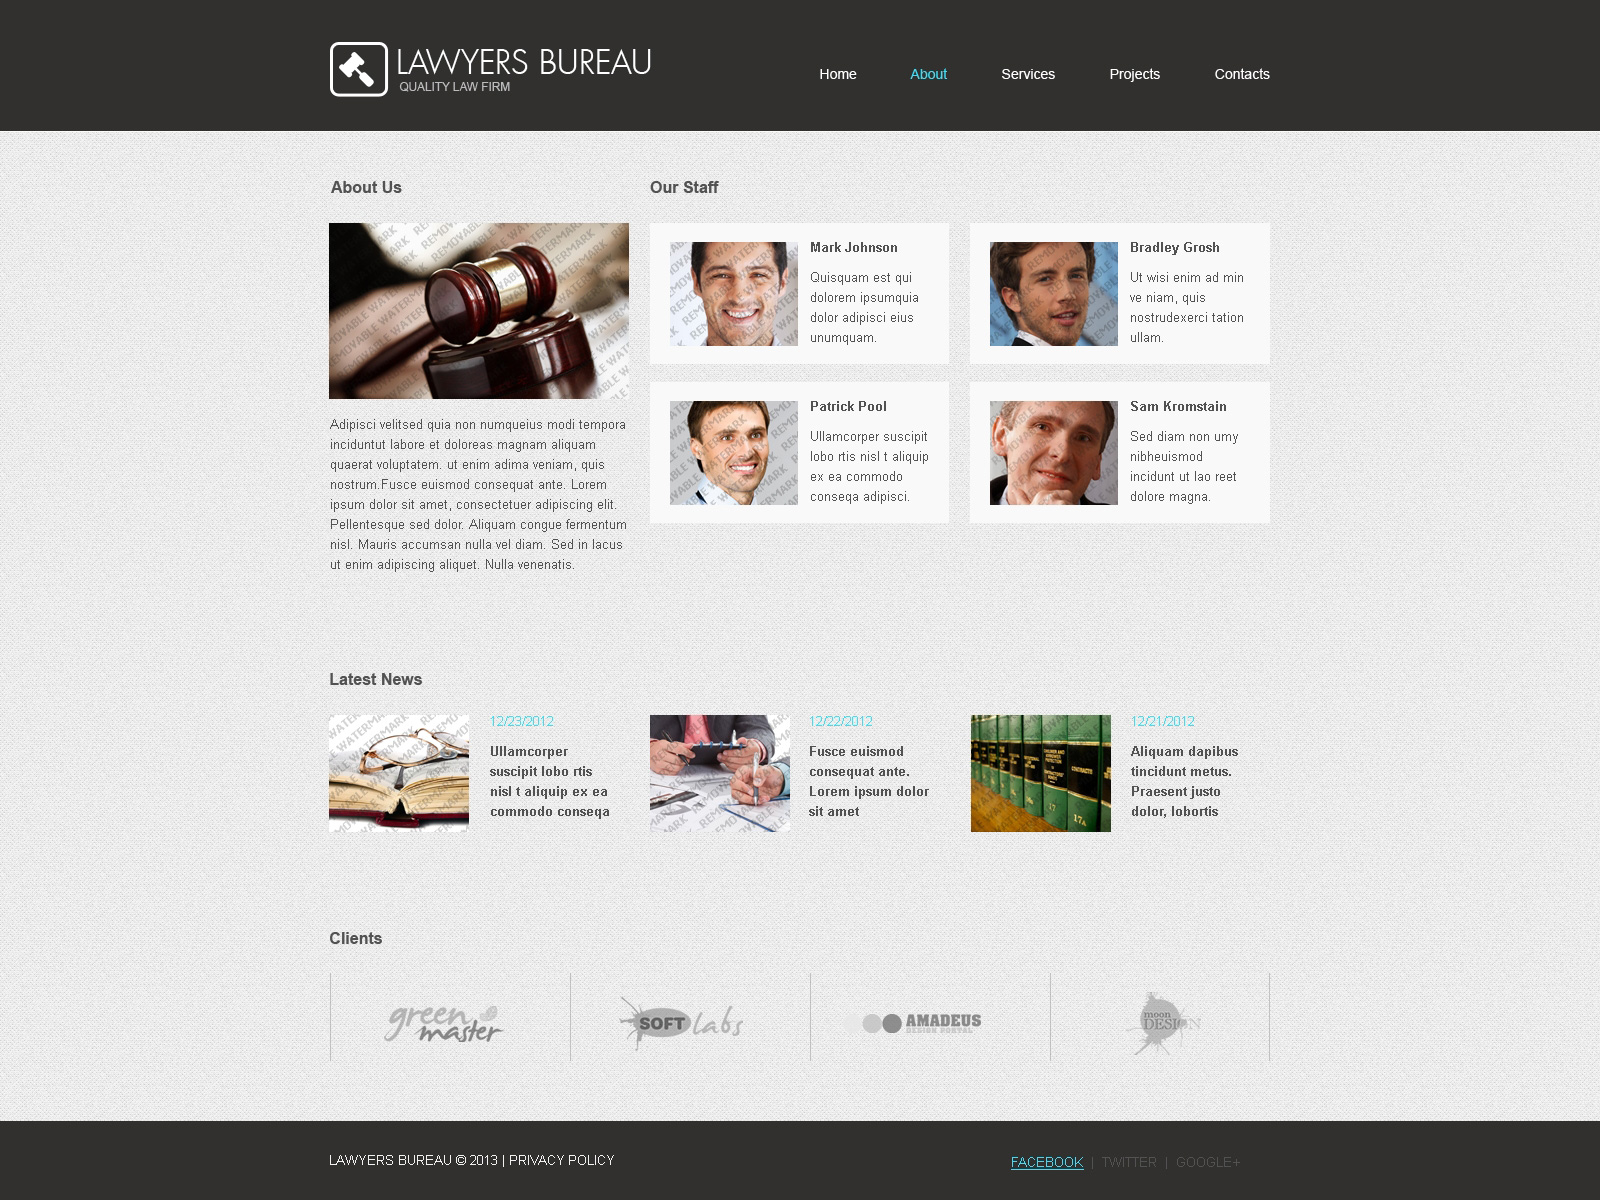 LAWYERS BUREAU
QUALITY LAW FIRM
Home
About
Services
Projects
Contacts
About Us
Adipisci velitsed quia non numqueius modi tempora
incididuntut labore et doloreas magnam aliquam
quaerat voluptatem. ut enim adima veniam, quis
nostrum.Fusce euismod consequat ante. Lorem
ipsum dolor sit amet, consectetuer adipiscing elit.
Pellentesque sed dolor. Aliquam congue fermentum
nisl. Mauris accumsan nulla vel diam. Sed in lacus
ut enim adipiscing aliquet. Nulla venenatis.
Our Staff
Mark Johnson
Quisquam est qui
dolorem ipsumquia
dolor adipisci eius
unumquam.
Bradley Grosh
Ut wisi enim ad min
ve niam, quis
nostrudexerci tation
ullam.
Patrick Pool
Ullamcorper suscipit
lobo rtis nisl t aliquip
ex ea commodo
conseqa adipisci.
Sam Kromstain
Sed diam non umy
nibheuismod
incidunt ut lao reet
dolore magna.
Latest News
12/23/2012
Ullamcorper
suscipit lobo rtis
nisl t aliquip ex ea
commodo conseqa
12/22/2012
Fusce euismod
consequat ante.
Lorem ipsum dolor
sit amet
12/21/2012
Aliquam dapibus
tincidunt metus.
Praesent justo
dolor, lobortis
CONTRACTS
17
17A
Clients
green
master
SOFT labs
AMADEUS
DESIGN PORTAL
moon
DESIGN
LAWYERS BUREAU © 2013 | PRIVACY POLICY
FACEBOOK | TWITTER | GOOGLE+